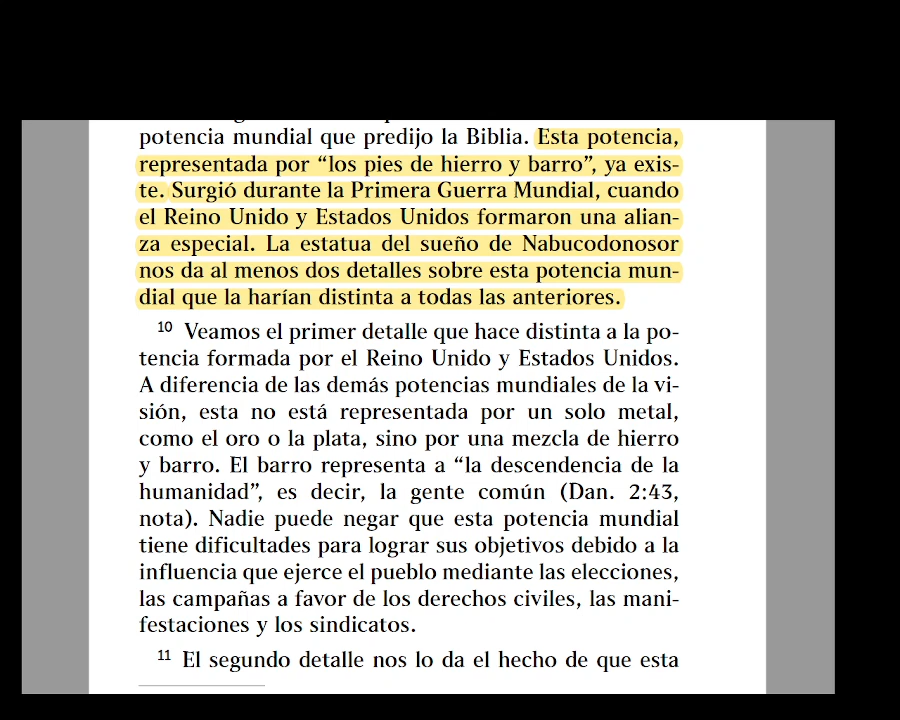 potencia mundial que predijo la Biblia. Esta potencia,
representada por “los pies de hierro y barro”, ya exis-
te. Surgió durante la Primera Guerra Mundial, cuando
el Reino Unido y Estados Unidos formaron una alian-
za especial. La estatua del sueño de Nabucodonosor
nos da al menos dos detalles sobre esta potencia mun-
dial que la harían distinta a todas las anteriores.
10 Veamos el primer detalle que hace distinta a la po-
tencia formada por el Reino Unido y Estados Unidos.
A diferencia de las demás potencias mundiales de la vi-
sión, esta no está representada por un solo metal,
como el oro o la plata, sino por una mezcla de hierro
y barro. El barro representa a “la descendencia de la
humanidad”, es decir, la gente común (Dan. 2:43,
nota). Nadie puede negar que esta potencia mundial
tiene dificultades para lograr sus objetivos debido a la
influencia que ejerce el pueblo mediante las elecciones,
las campañas a favor de los derechos civiles, las mani-
festaciones y los sindicatos.
11 El segundo detalle nos lo da el hecho de que esta